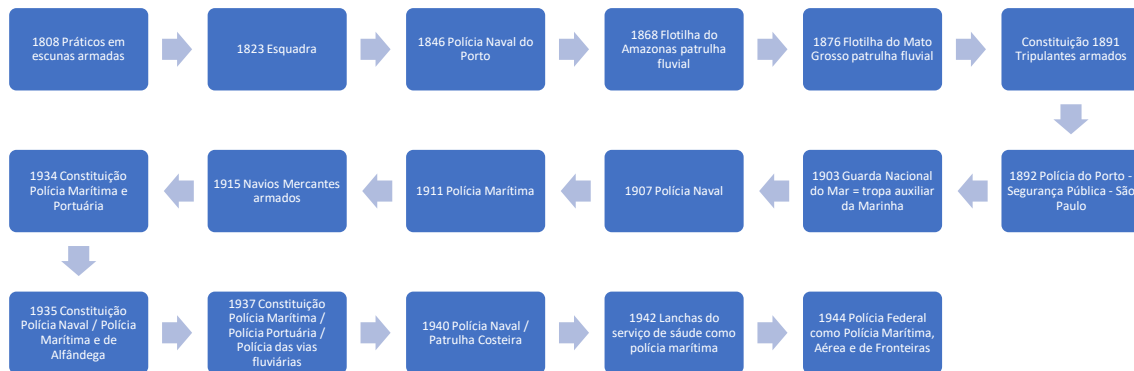 1808 Práticos em
escunas armadas
1823 Esquadra
1846 Polícia Naval do
Porto
1868 Flotilha do
Amazonas patrulha
fluvial
1876 Flotilha do Mato
Grosso patrulha fluvial
Constituição 1891
Tripulantes armados
1892 Polícia do Porto -
Segurança Pública - São
Paulo
1903 Guarda Nacional
do Mar = tropa auxiliar
da Marinha
1907 Polícia Naval
1911 Polícia Marítima
1915 Navios Mercantes
armados
1934 Constituição
Polícia Marítima e
Portuária
1935 Constituição
Polícia Naval / Polícia
Marítima e de
Alfândega
1937 Constituição
Polícia Marítima /
Polícia Portuária /
Polícia das vias
fluviárias
1940 Polícia Naval /
Patrulha Costeira
1942 Lanchas do
serviço de sáude como
polícia marítima
1944 Polícia Federal
como Polícia Marítima,
Aérea e de Fronteiras